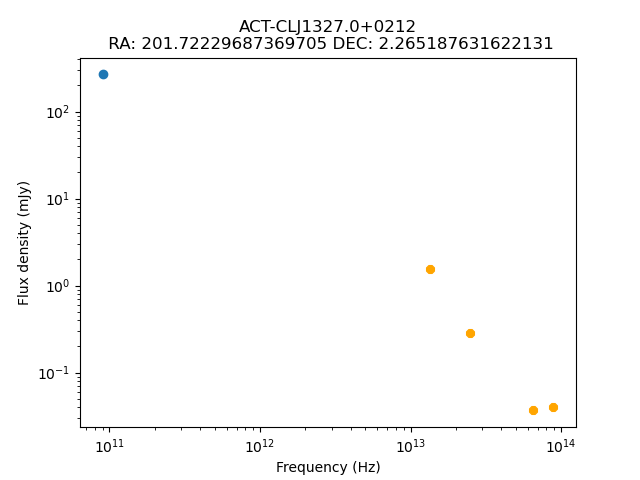 ACT-CLJ1327.0+0212
RA: 201.72229687369705 DEC: 2.265187631622131
Flux density (mJy)
10²
10¹
10⁰
10⁻¹
10¹¹ 10¹² 10¹³ 10¹⁴
Frequency (Hz)